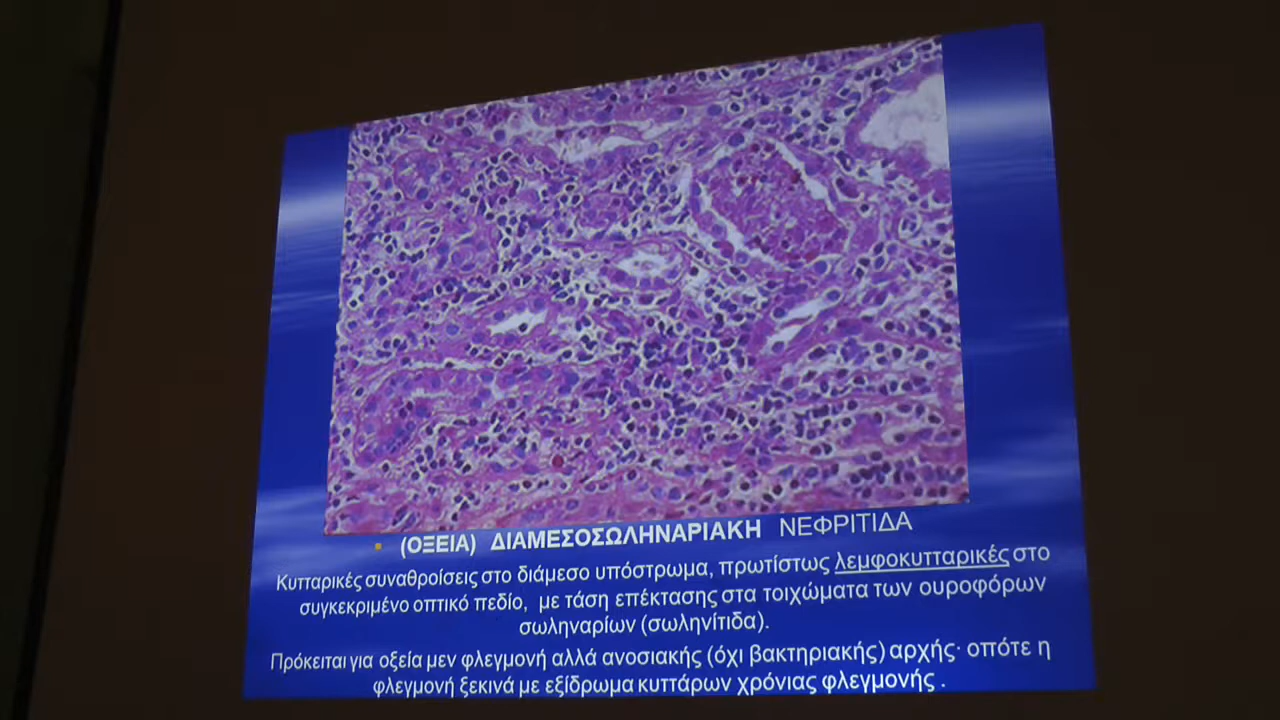 (ΟΞΕΙΑ) ΔΙΑΜΕΣΟΣΩΛΗΝΑΡΙΑΚΗ ΝΕΦΡΙΤΙΔΑ
Κυτταρικές συναθροίσεις στο διάμεσο υπόστρωμα, πρωτίστως λεμφοκυτταρικές στο
συγκεκριμένο οπτικό πεδίο, με τάση επέκτασης στα τοιχώματα των ουροφόρων
σωληναρίων (σωληνίτιδα).
Πρόκειται για οξεία μεν φλεγμονή αλλά ανοσιακής (όχι βακτηριακής) αρχής· οπότε η
φλεγμονή ξεκινά με εξίδρωμα κυττάρων χρόνιας φλεγμονής .